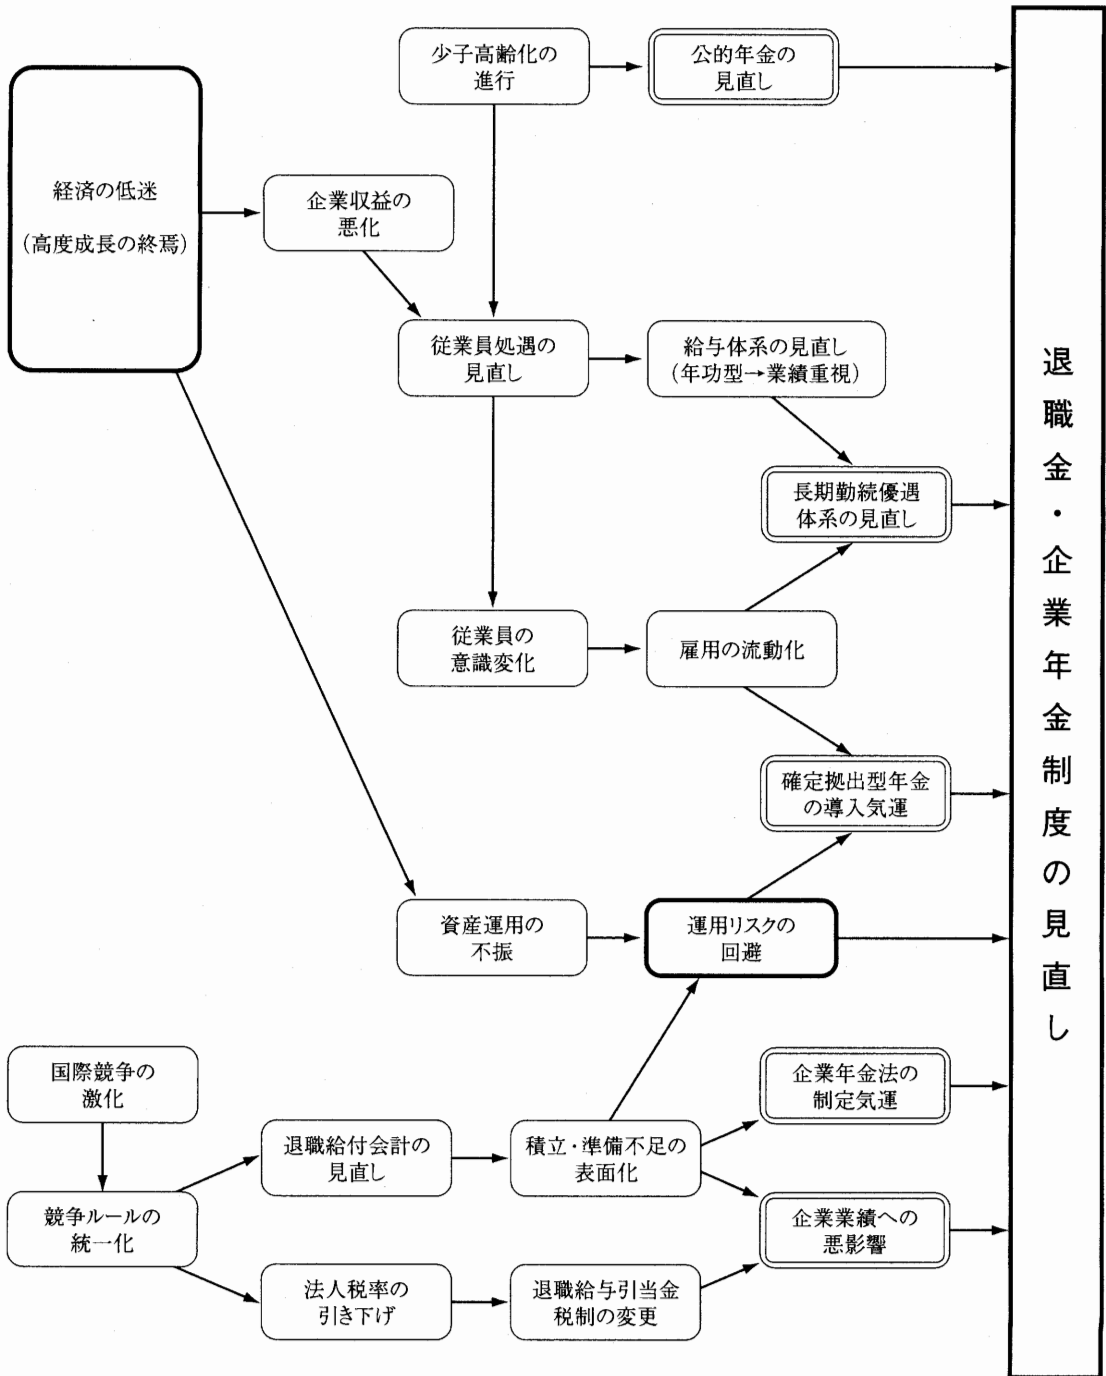 少子高齢化の
進行
公的年金の
見直し
経済の低迷
(高度成長の終焉)
企業収益の
悪化
従業員処遇の
見直し
給与体系の見直し
(年功型→業績重視)
長期勤続優遇
体系の見直し
従業員の
意識変化
雇用の流動化
確定拠出型年金
の導入気運
資産運用の
不振
運用リスクの
回避
国際競争の
激化
企業年金法の
制定気運
退職給付会計の
見直し
積立・準備不足の
表面化
競争ルールの
統一化
企業業績への
悪影響
法人税率の
引き下げ
退職給与引当金
税制の変更
退職金・企業年金制度の見直し